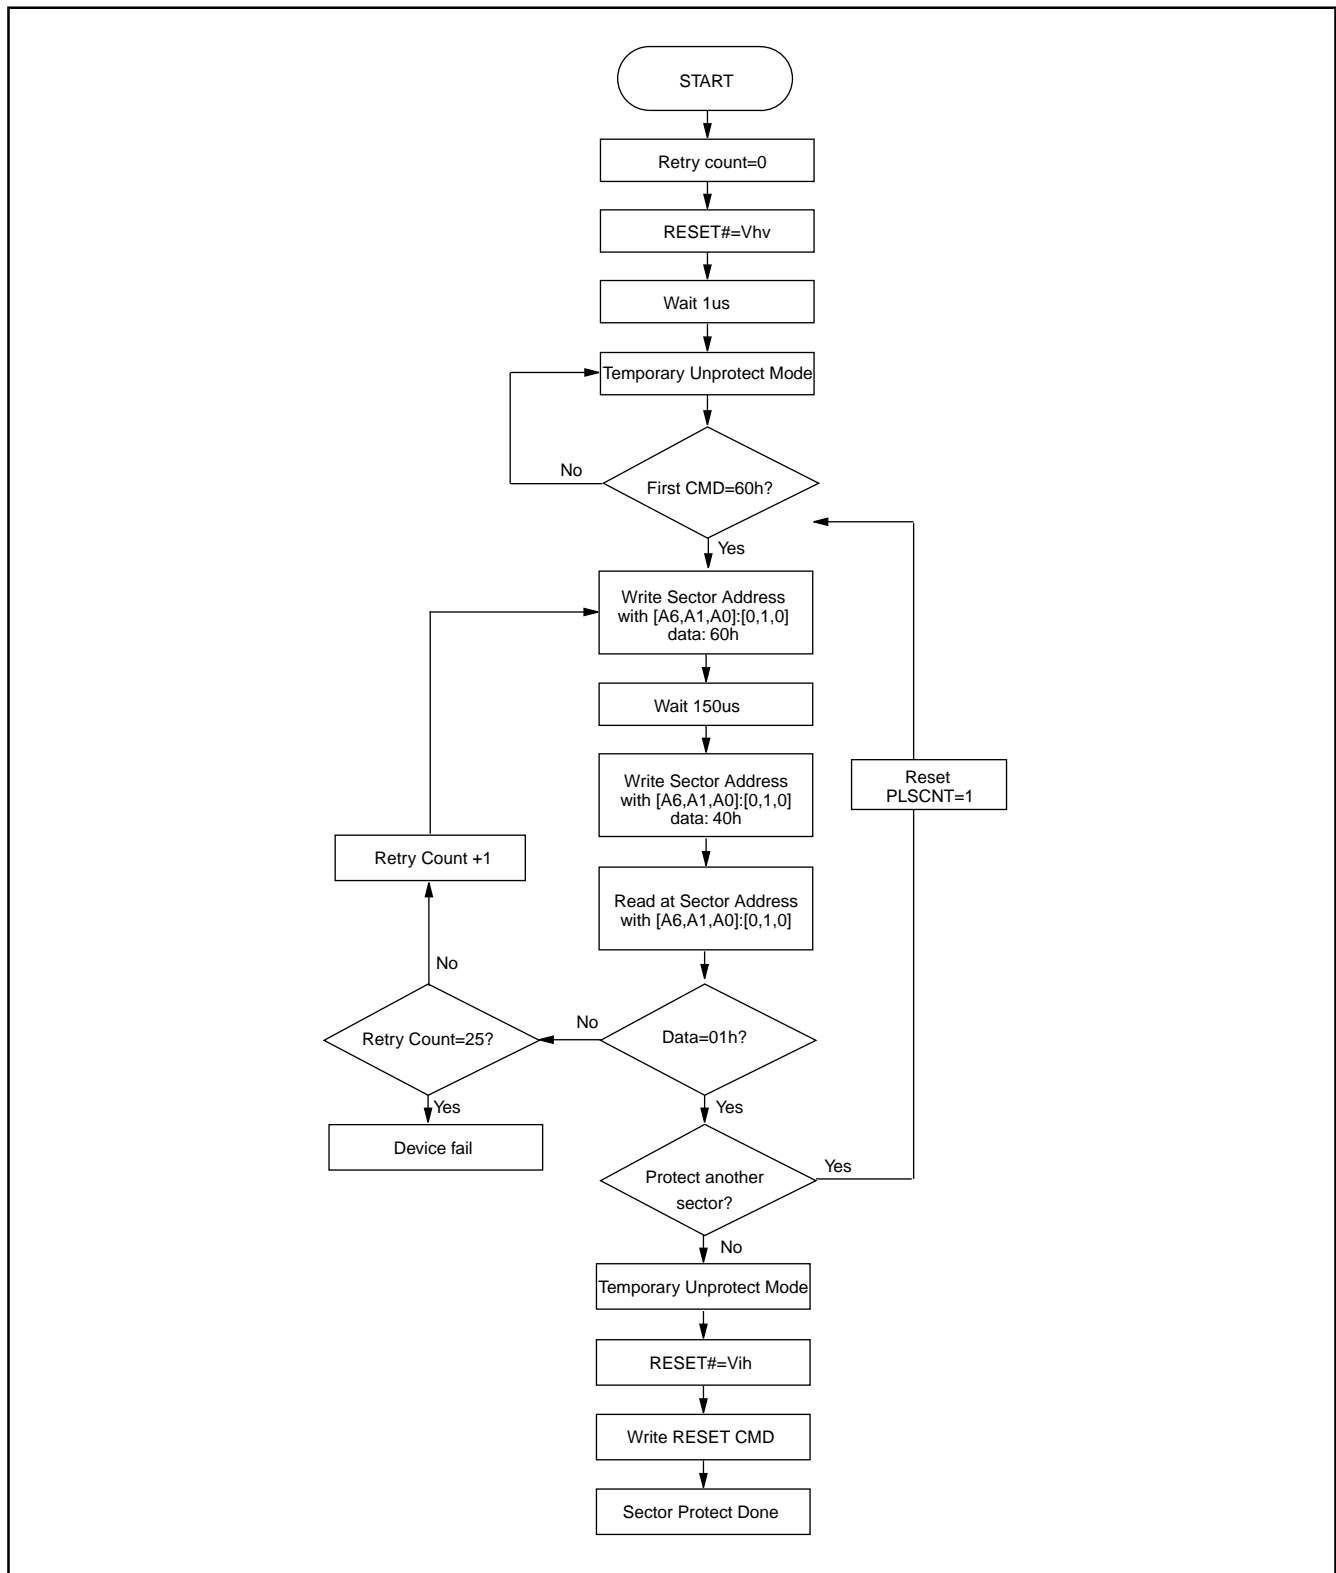 START
Retry count=0
RESET#=Vhv
Wait 1us
Temporary Unprotect Mode
No
First CMD=60h?
Yes
Write Sector Address
with [A6,A1,A0]:[0,1,0]
data: 60h
Wait 150us
Write Sector Address
with [A6,A1,A0]:[0,1,0]
data: 40h
Reset
PLSCNT=1
Retry Count +1
Read at Sector Address
with [A6,A1,A0]:[0,1,0]
No
Retry Count=25?
No
Data=01h?
Yes
Yes
Device fail
Protect another
sector?
Yes
No
Temporary Unprotect Mode
RESET#=Vih
Write RESET CMD
Sector Protect Done